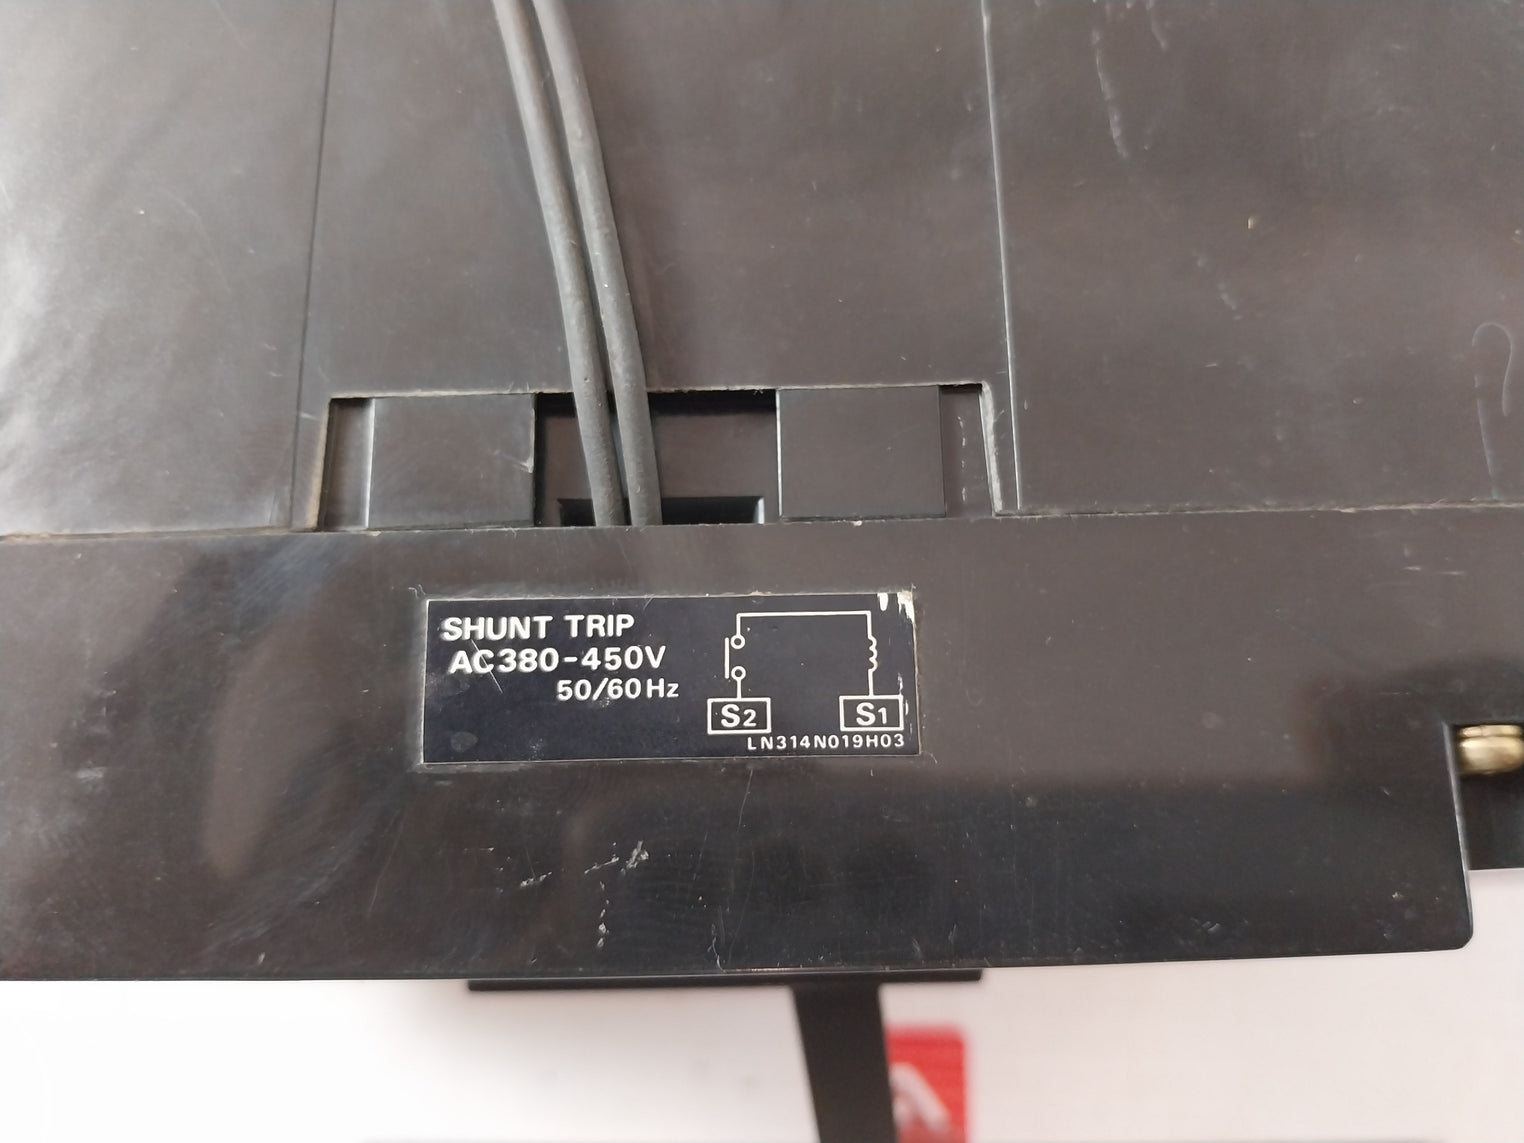 SHUNT TRIP
AC380-450V
50/60Hz
S2 S1
LN314N019H03